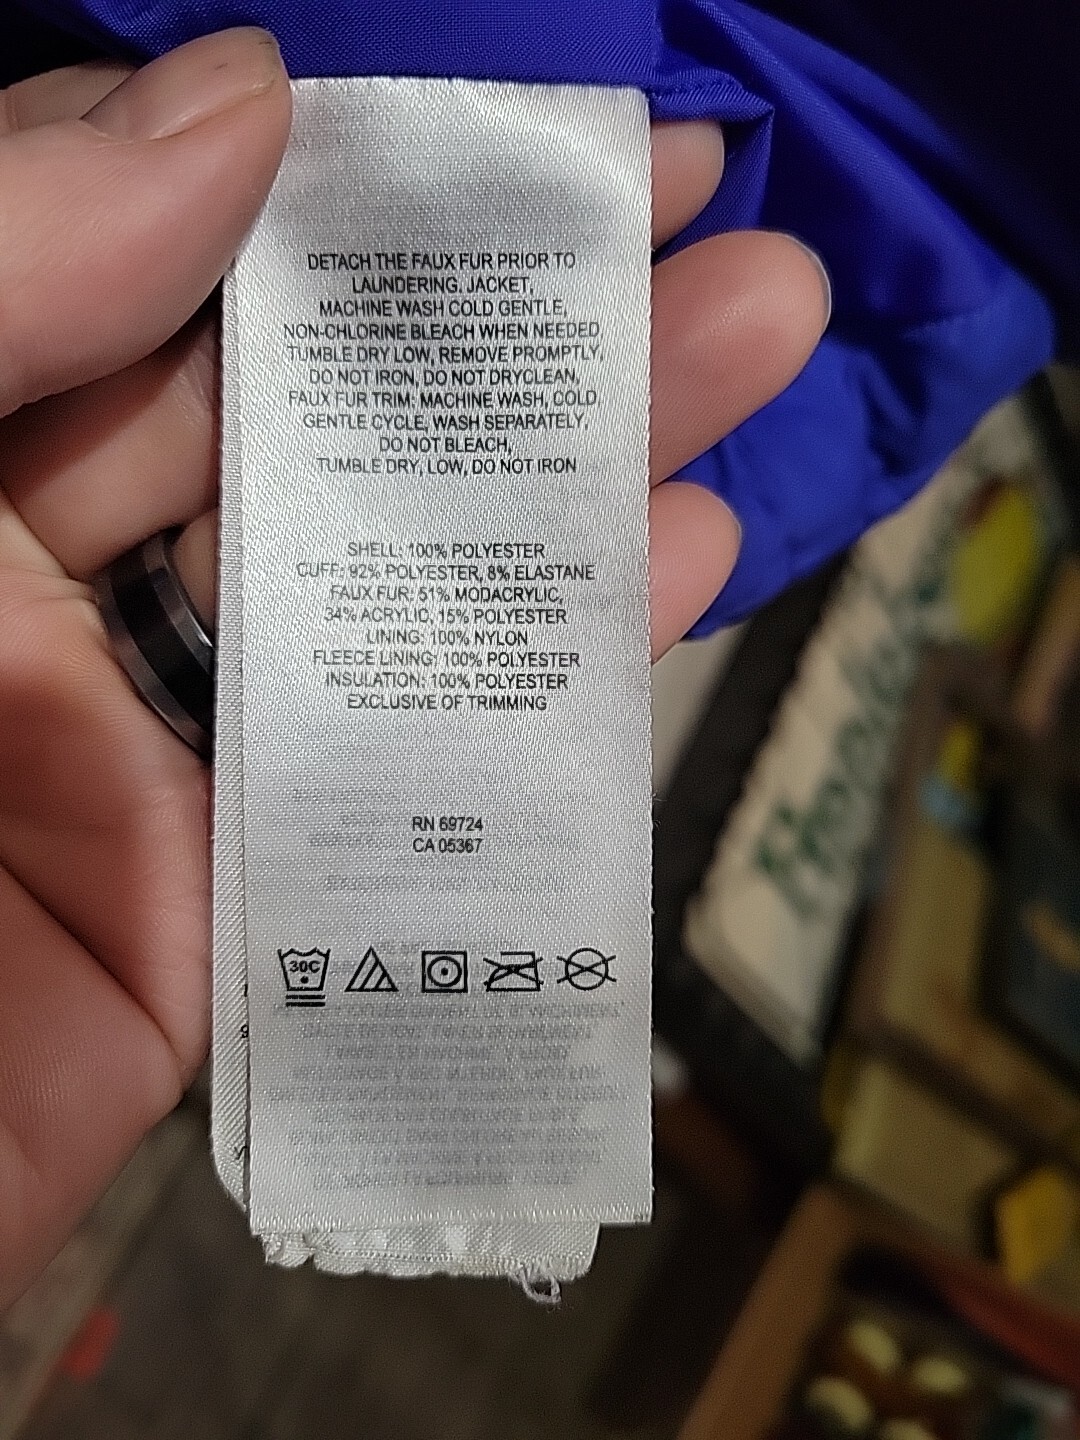 DETACH THE FAUX FUR PRIOR TO
LAUNDERING. JACKET,
MACHINE WASH COLD GENTLE,
NON-CHLORINE BLEACH WHEN NEEDED
TUMBLE DRY LOW, REMOVE PROMPTLY,
DO NOT IRON, DO NOT DRYCLEAN,
FAUX FUR TRIM: MACHINE WASH, COLD
GENTLE CYCLE, WASH SEPARATELY,
DO NOT BLEACH,
TUMBLE DRY, LOW, DO NOT IRON
SHELL: 100% POLYESTER
CUFF: 92% POLYESTER, 8% ELASTANE
FAUX FUR: 51% MODACRYLIC,
34% ACRYLIC, 15% POLYESTER
LINING: 100% NYLON
FLEECE LINING: 100% POLYESTER
INSULATION: 100% POLYESTER
EXCLUSIVE OF TRIMMING
RN 69724
CA 05367
30C